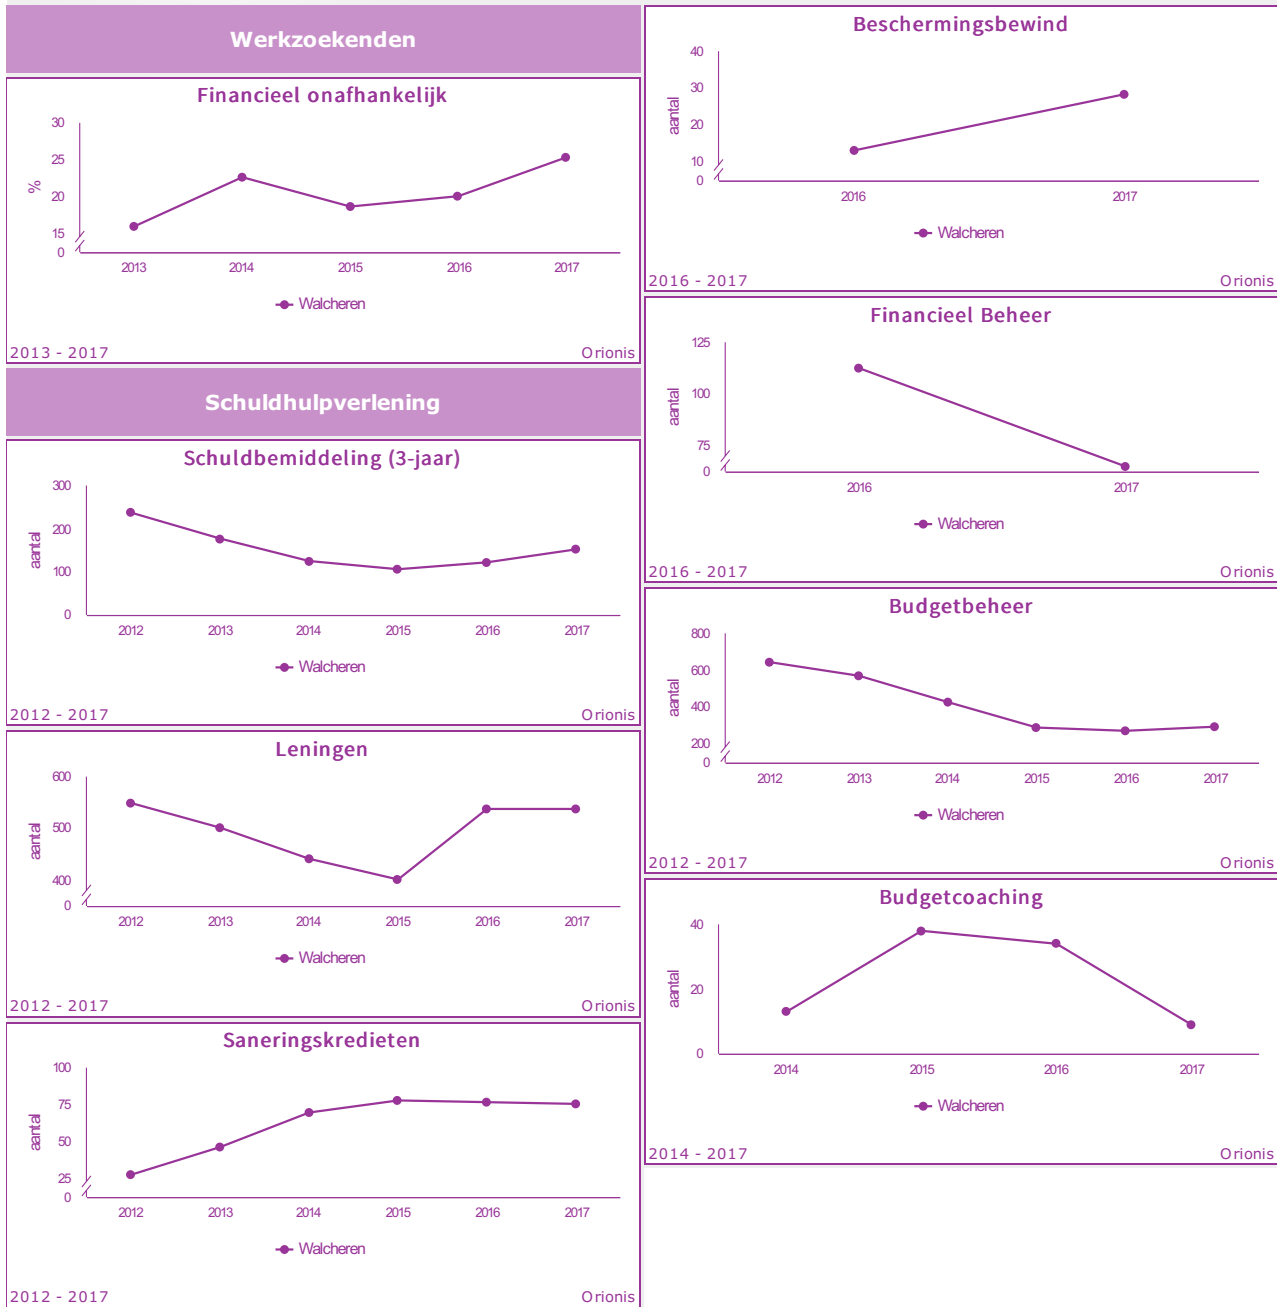 Werkzoekenden
Financieel onafhankelijk
30
25
20
15
0
%
2013 2014 2015 2016 2017
Walcheren
2013 - 2017 Orionis
Schuldhulpverlening
Schuldbemiddeling (3-jaar)
300
200
100
0
aantal
2012 2013 2014 2015 2016 2017
Walcheren
2012 - 2017 Orionis
Leningen
600
500
400
0
aantal
2012 2013 2014 2015 2016 2017
Walcheren
2012 - 2017 Orionis
Saneringskredieten
100
75
50
25
0
aantal
2012 2013 2014 2015 2016 2017
Walcheren
2012 - 2017 Orionis
Beschermingsbewind
40
30
20
10
0
aantal
2016 2017
Walcheren
2016 - 2017 Orionis
Financieel Beheer
125
100
75
0
aantal
2016 2017
Walcheren
2016 - 2017 Orionis
Budgetbeheer
800
600
400
200
0
aantal
2012 2013 2014 2015 2016 2017
Walcheren
2012 - 2017 Orionis
Budgetcoaching
40
20
0
aantal
2014 2015 2016 2017
Walcheren
2014 - 2017 Orionis